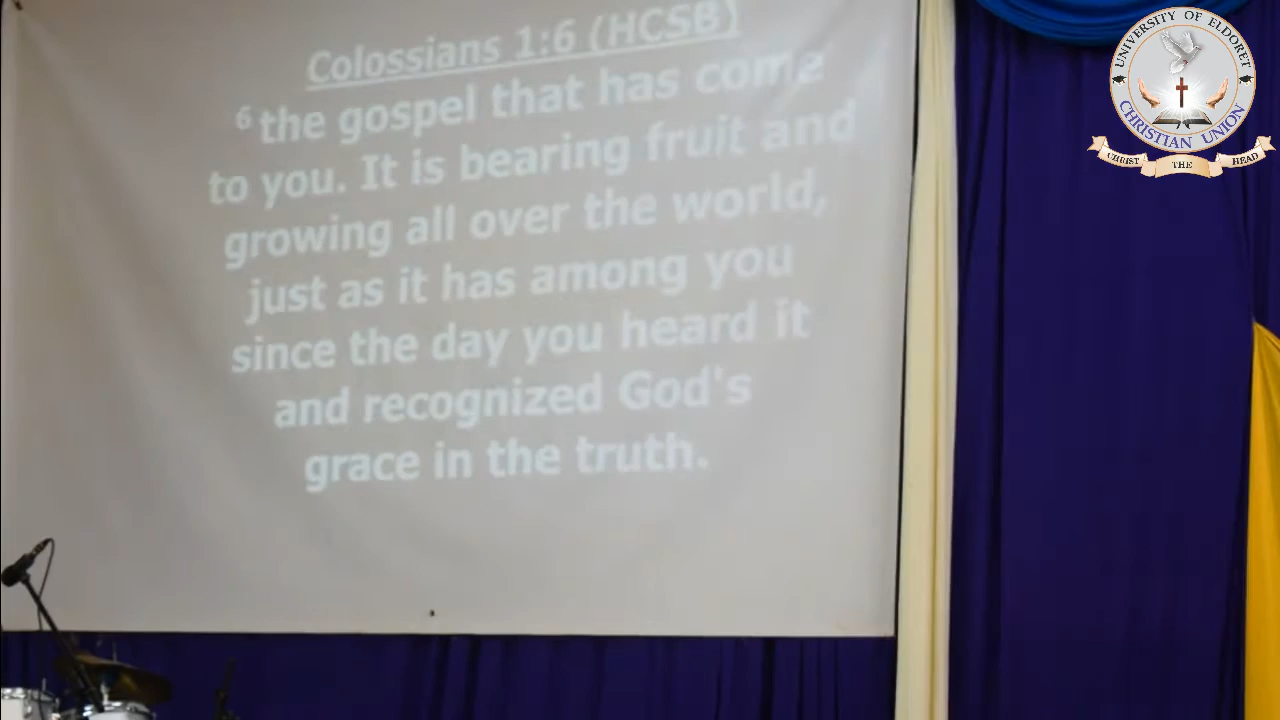 Colossians 1:6 (HCSB)
6 the gospel that has come
to you. It is bearing fruit and
growing all over the world,
just as it has among you
since the day you heard it
and recognized God's
grace in the truth.
UNIVERSITY OF ELDORET
CHRISTIAN UNION
CHRIST THE HEAD